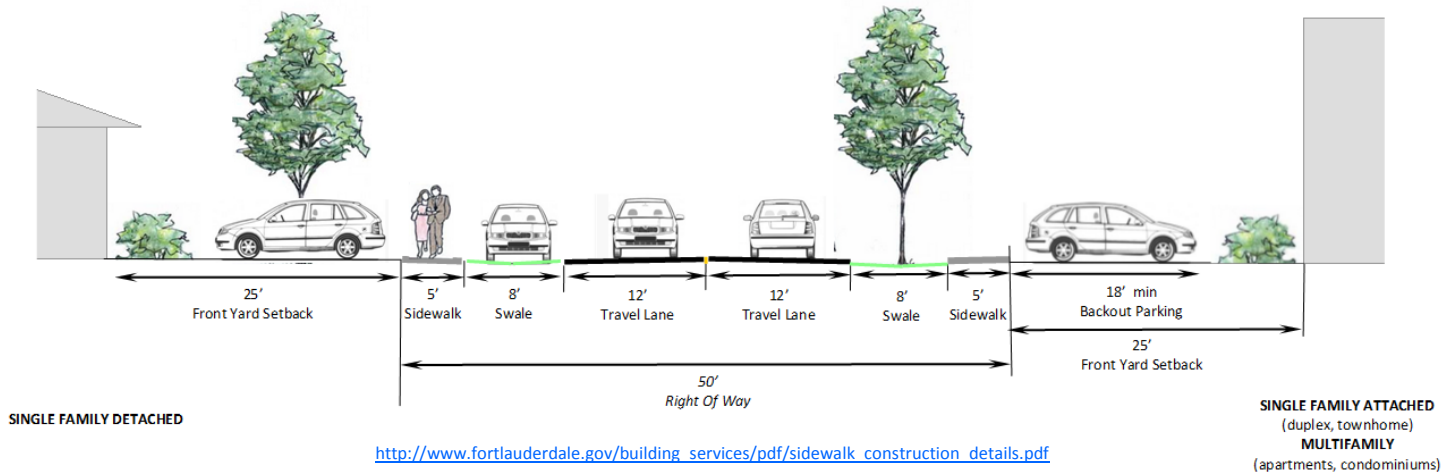 25’
Front Yard Setback
5’
Sidewalk
8’
Swale
12’
Travel Lane
12’
Travel Lane
8’
Swale
5’
Sidewalk
18’ min
Backout Parking
25’
Front Yard Setback
50’
Right Of Way
SINGLE FAMILY DETACHED
SINGLE FAMILY ATTACHED
(duplex, townhome)
MULTIFAMILY
(apartments, condominiums)
http://www.fortlauderdale.gov/building_services/pdf/sidewalk_construction_details.pdf